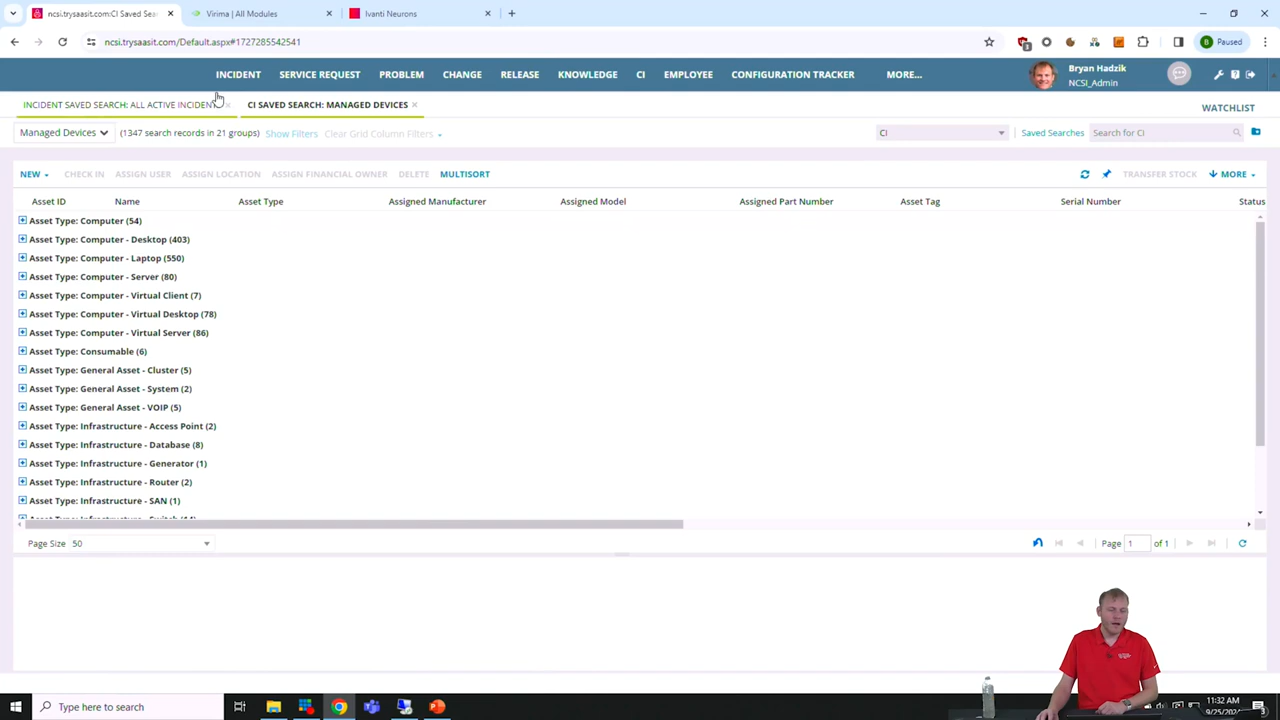 ncsi.trysaasit.com:CI Saved Sea
Virima | All Modules
Ivanti Neurons
ncsi.trysaasit.com/Default.aspx#1727285542541
3
B
Paused
INCIDENT
SERVICE REQUEST
PROBLEM
CHANGE
RELEASE
KNOWLEDGE
CI
EMPLOYEE
CONFIGURATION TRACKER
MORE...
Bryan Hadzik
NCSI_Admin
INCIDENT SAVED SEARCH: ALL ACTIVE INCIDENT
CI SAVED SEARCH: MANAGED DEVICES
WATCHLIST
Managed Devices
(1347 search records in 21 groups)
Show Filters
Clear Grid Column Filters
CI
Saved Searches
Search for CI
NEW
CHECK IN
ASSIGN USER
ASSIGN LOCATION
ASSIGN FINANCIAL OWNER
DELETE
MULTISORT
TRANSFER STOCK
MORE
Asset ID
Name
Asset Type
Assigned Manufacturer
Assigned Model
Assigned Part Number
Asset Tag
Serial Number
Status
Asset Type: Computer (54)
Asset Type: Computer - Desktop (403)
Asset Type: Computer - Laptop (550)
Asset Type: Computer - Server (80)
Asset Type: Computer - Virtual Client (7)
Asset Type: Computer - Virtual Desktop (78)
Asset Type: Computer - Virtual Server (86)
Asset Type: Consumable (6)
Asset Type: General Asset - Cluster (5)
Asset Type: General Asset - System (2)
Asset Type: General Asset - VOIP (5)
Asset Type: Infrastructure - Access Point (2)
Asset Type: Infrastructure - Database (8)
Asset Type: Infrastructure - Generator (1)
Asset Type: Infrastructure - Router (2)
Asset Type: Infrastructure - SAN (1)
Page Size 50
Page 1 of 1
Type here to search
11:32 AM